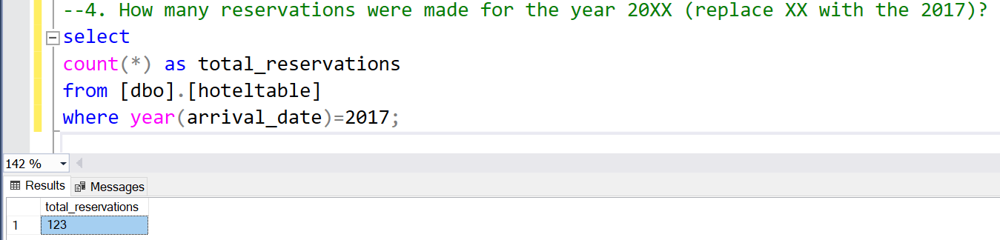 --4. How many reservations were made for the year 20XX (replace XX with the 2017)?
select
count(*) as total_reservations
from [dbo].[hoteltable]
where year(arrival_date)=2017;
142 %
Results Messages
total_reservations
1 123